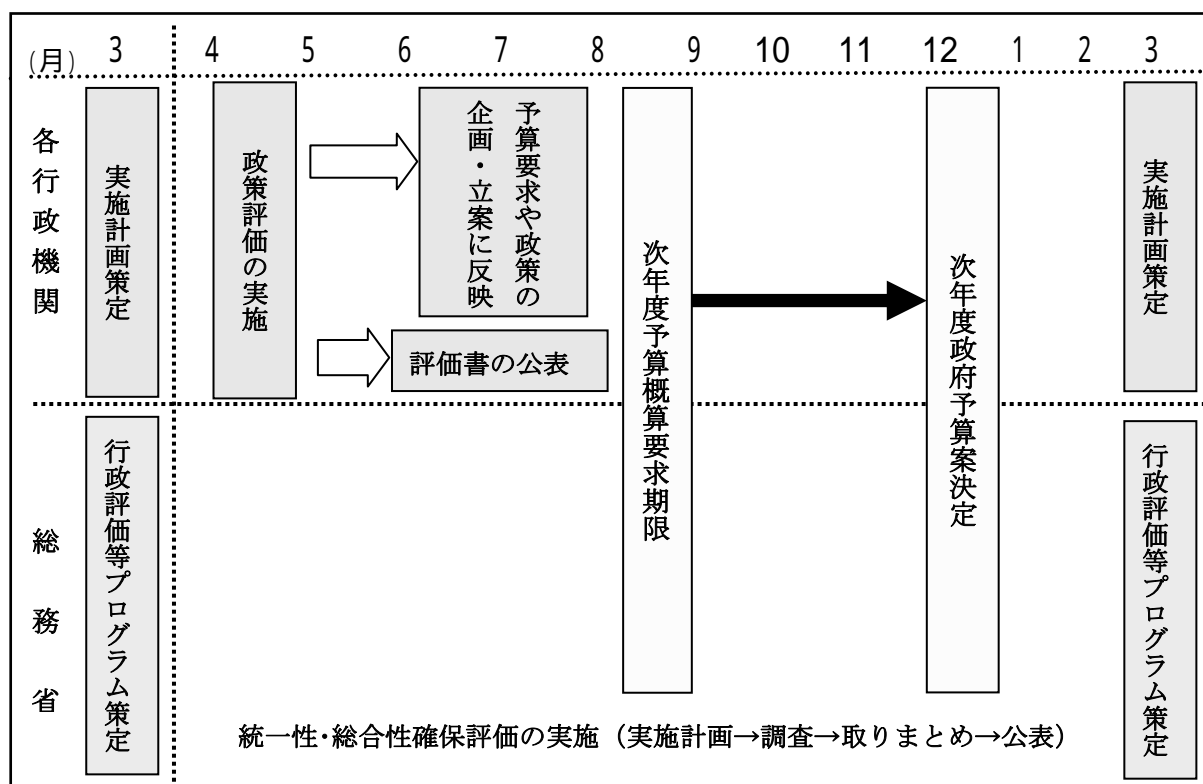 (月) 3 4 5 6 7 8 9 10 11 12 1 2 3
各行政機関
実施計画策定
政策評価の実施
予算要求や政策の
企画・立案に反映
評価書の公表
次年度予算概算要求期限
次年度政府予算案決定
実施計画策定
総務省
行政評価等プログラム策定
統一性･総合性確保評価の実施（実施計画→調査→取りまとめ→公表）
行政評価等プログラム策定